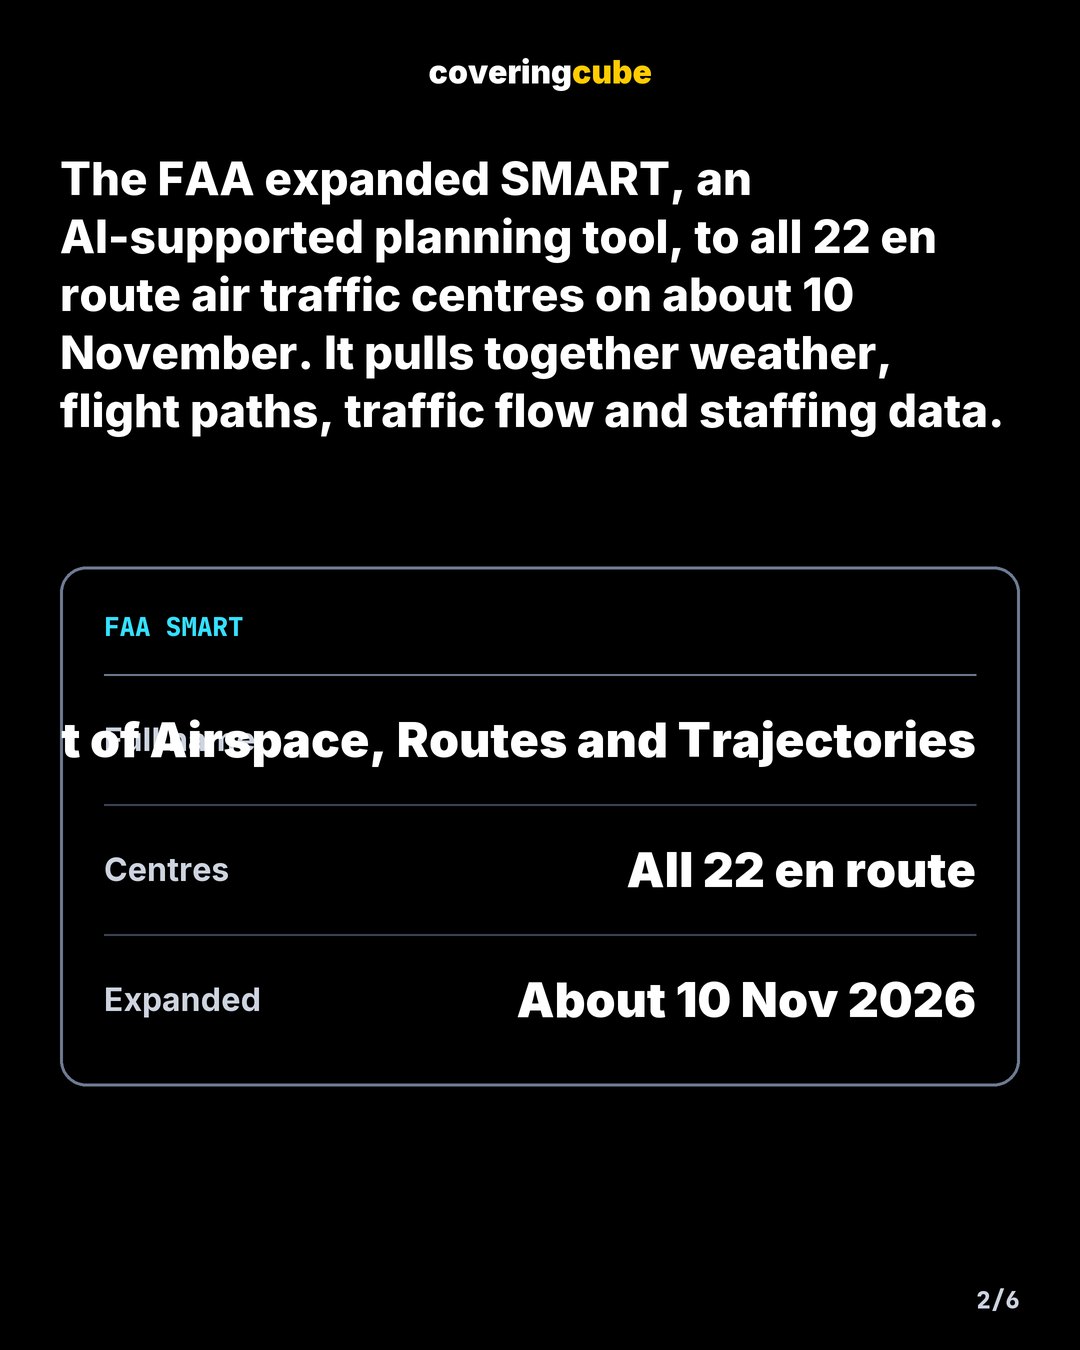 coveringcube
The FAA expanded SMART, an
AI-supported planning tool, to all 22 en
route air traffic centres on about 10
November. It pulls together weather,
flight paths, traffic flow and staffing data.
FAA SMART
Full name
t of Airspace, Routes and Trajectories
Centres
All 22 en route
Expanded
About 10 Nov 2026
2/6